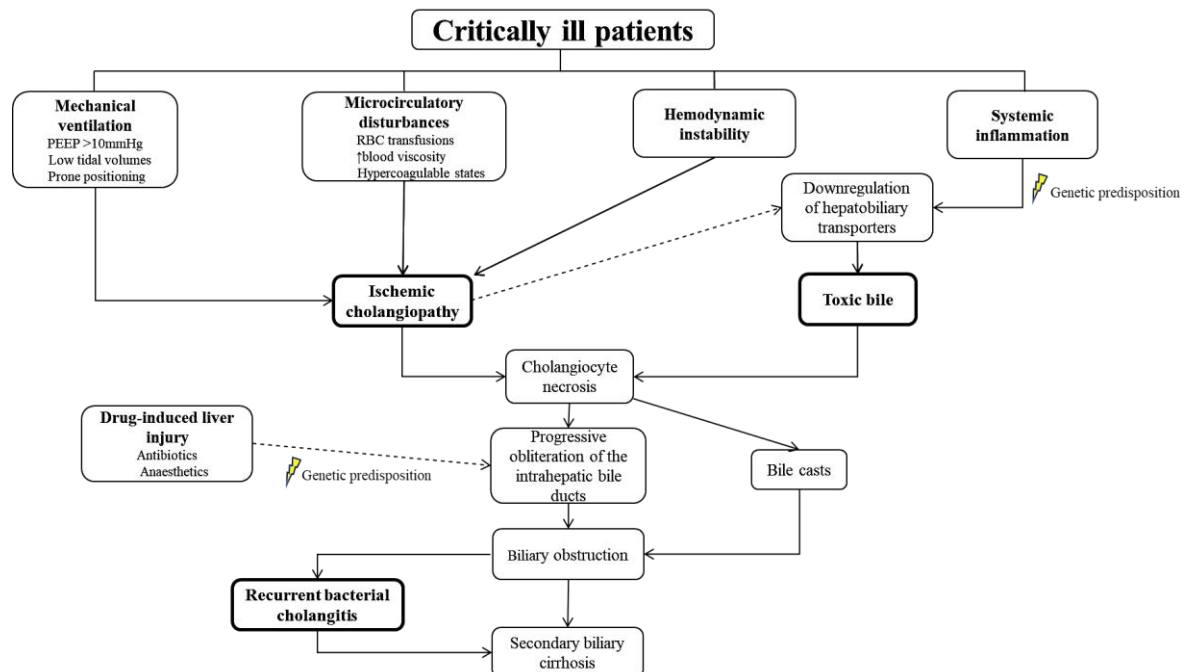 Critically ill patients
Mechanical
ventilation
PEEP >10mmHg
Low tidal volumes
Prone positioning
Microcirculatory
disturbances
RBC transfusions
↑blood viscosity
Hypercoagulable states
Hemodynamic
instability
Systemic
inflammation
Downregulation
of hepatobiliary
transporters
Genetic predisposition
Ischemic
cholangiopathy
Toxic bile
Cholangiocyte
necrosis
Drug-induced liver
injury
Antibiotics
Anaesthetics
Genetic predisposition
Progressive
obliteration of the
intrahepatic bile
ducts
Bile casts
Biliary obstruction
Recurrent bacterial
cholangitis
Secondary biliary
cirrhosis